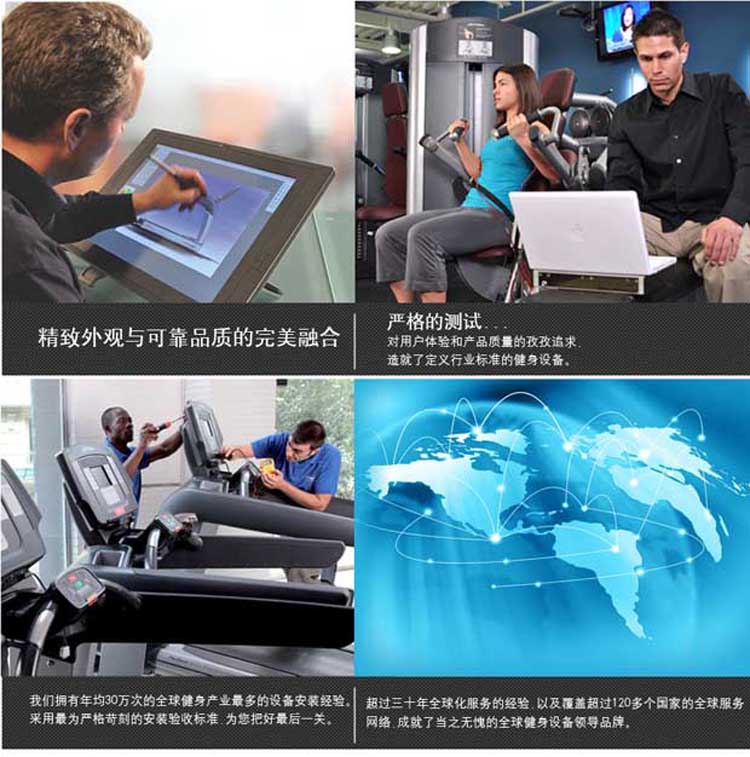 精致外观与可靠品质的完美融合
严格的测试...
对用户体验和产品质量的孜孜追求,
造就了定义行业标准的健身设备。
我们拥有年均30万次的全球健身产业最多的设备安装经验。
采用最为严格苛刻的安装验收标准,为您把好最后一关。
超过三十年全球化服务的经验,以及覆盖超过120多个国家的全球服务
网络,成就了当之无愧的全球健身设备领导品牌。